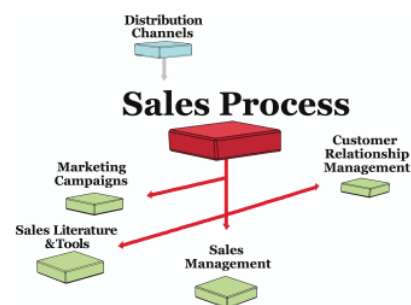 Distribution
Channels
Sales Process
Customer
Relationship
Management
Marketing
Campaigns
Sales Literature
&Tools
Sales
Management